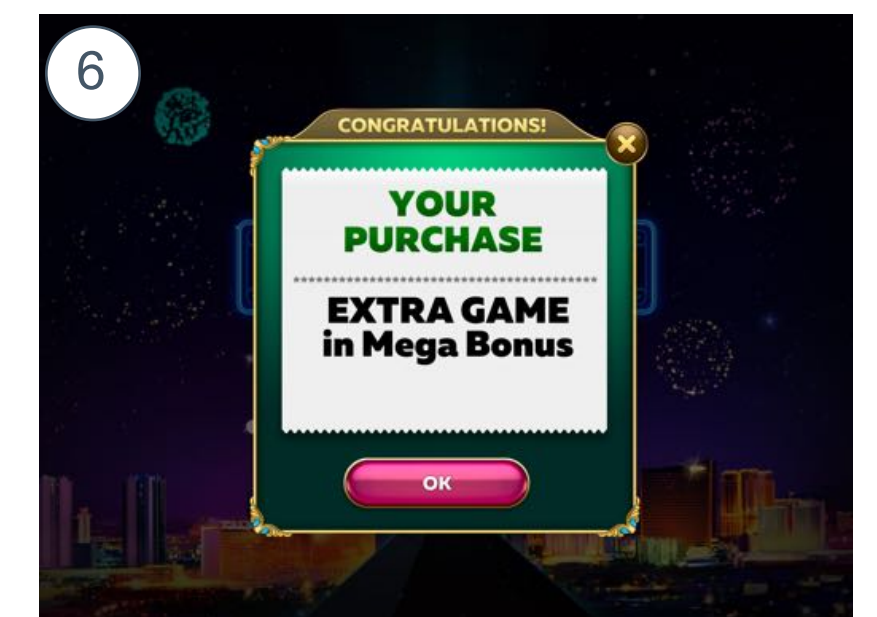 6
CONGRATULATIONS!
YOUR
PURCHASE
EXTRA GAME
in Mega Bonus
OK